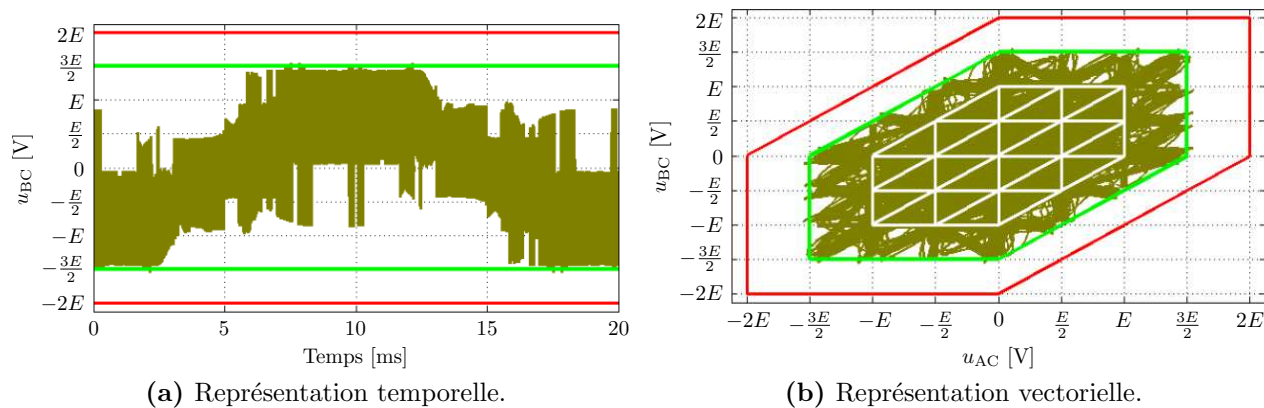 2E
3E/2
E
E/2
0
−E/2
−E
−3E/2
−2E
u_BC [V]
0 5 10 15 20
Temps [ms]
(a) Représentation temporelle.
2E
3E/2
E
E/2
0
−E/2
−E
−3E/2
−2E
u_BC [V]
−2E −3E/2 −E −E/2 0 E/2 E 3E/2 2E
u_AC [V]
(b) Représentation vectorielle.